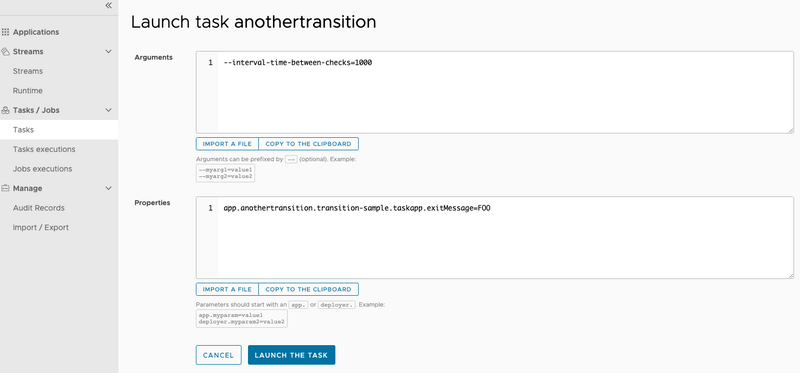 «
Launch task anothertransition
Applications
Streams
Streams
Runtime
Tasks / Jobs
Tasks
Tasks executions
Jobs executions
Manage
Audit Records
Import / Export
Arguments
1 --interval-time-between-checks=1000
IMPORT A FILE COPY TO THE CLIPBOARD
Arguments can be prefixed by -- (optional). Example:
--myarg1=value1
--myarg2=value2
Properties
1 app.anothertransition.transition-sample.taskapp.exitMessage=FOO
IMPORT A FILE COPY TO THE CLIPBOARD
Parameters should start with an app. or deployer. Example:
app.myparam=value1
deployer.myparam2=value2
CANCEL LAUNCH THE TASK